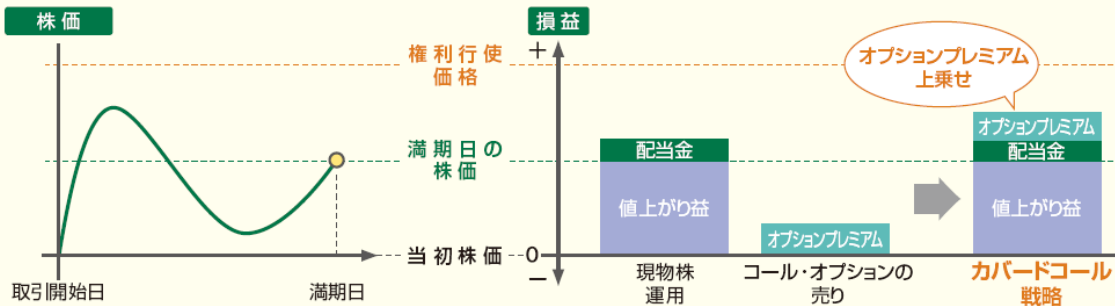 株価
権利行使
価格
満期日の
株価
当初株価
取引開始日
満期日
損益
+
0
−
配当金
値上がり益
現物株
運用
オプションプレミアム
コール・オプションの
売り
オプションプレミアム
上乗せ
オプションプレミアム
配当金
値上がり益
カバードコール
戦略